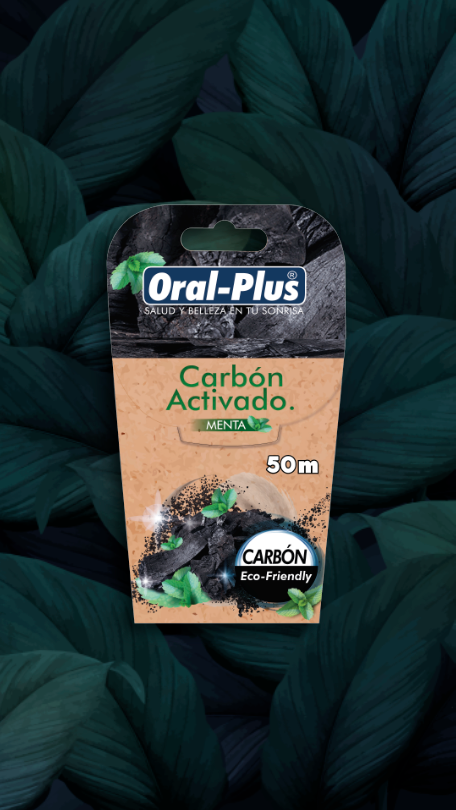 Oral-Plus®
SALUD Y BELLEZA EN TU SONRISA
Carbón
Activado.
MENTA
50m
CARBÓN
Eco-Friendly